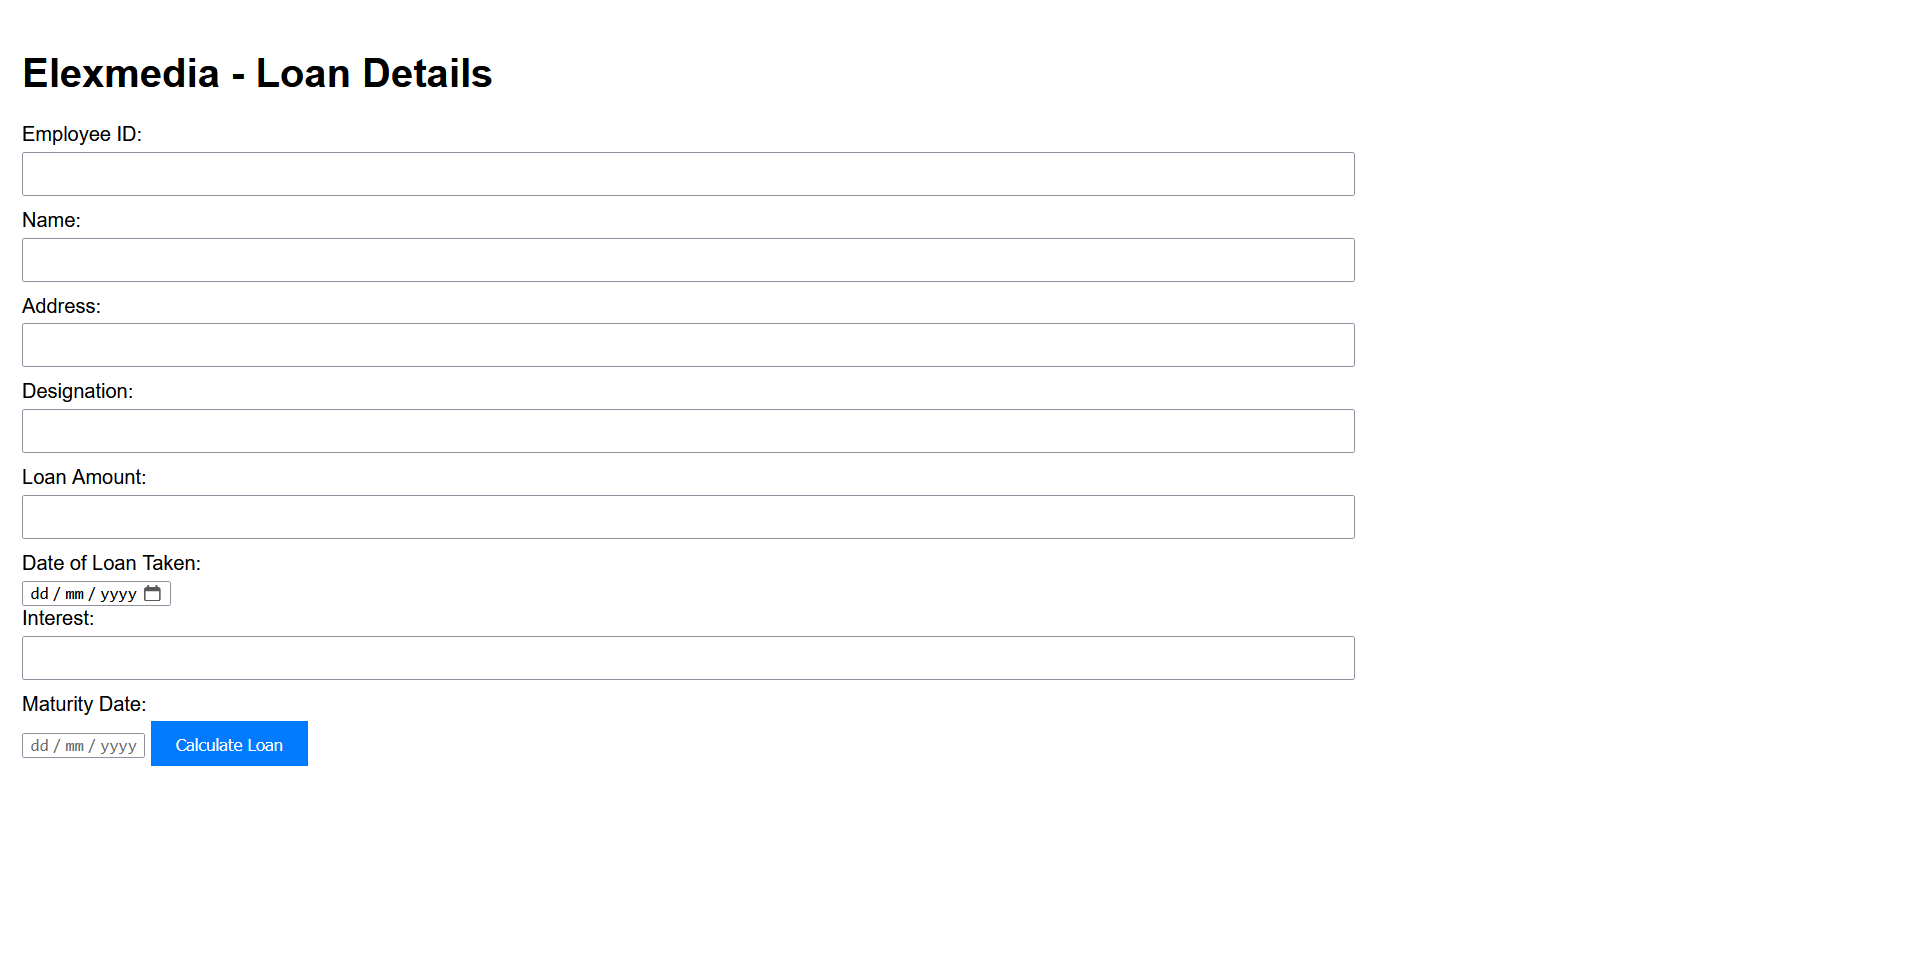 Elexmedia - Loan Details
Employee ID:
Name:
Address:
Designation:
Loan Amount:
Date of Loan Taken:
dd / mm / yyyy
Interest:
Maturity Date:
dd / mm / yyyy Calculate Loan